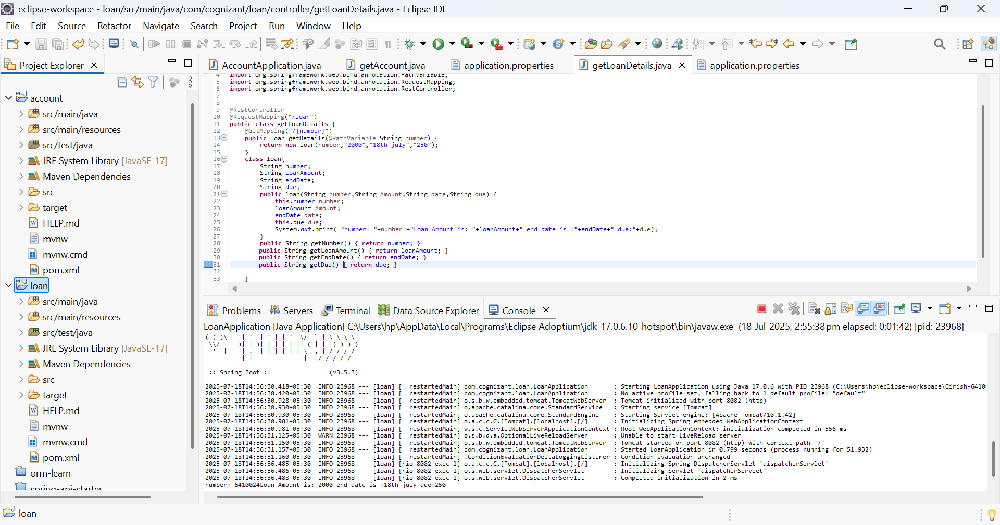 eclipse-workspace - loan/src/main/java/com/cognizant/loan/controller/getLoanDetails.java - Eclipse IDE
File Edit Source Refactor Navigate Search Project Run Window Help
Project Explorer
account
src/main/java
src/main/resources
src/test/java
JRE System Library [JavaSE-17]
Maven Dependencies
src
target
HELP.md
mvnw
mvnw.cmd
pom.xml
loan
src/main/java
src/main/resources
src/test/java
JRE System Library [JavaSE-17]
Maven Dependencies
src
target
HELP.md
mvnw
mvnw.cmd
pom.xml
orm-learn
spring-api-starter
AccountApplication.java getAccount.java application.properties getLoanDetails.java application.properties
4 import org.springframework.web.bind.annotation.PathVariable;
5 import org.springframework.web.bind.annotation.RequestMapping;
6 import org.springframework.web.bind.annotation.RestController;
7
8
9 @RestController
10 @RequestMapping("/loan")
11 public class getLoanDetails {
12 @GetMapping("/{number}")
13 public loan getDetails(@PathVariable String number) {
14 return new loan(number,"2000","18th july","250");
15 }
16 class loan{
17 String number;
18 String loanAmount;
19 String endDate;
20 String due;
21 public loan(String number,String Amount,String date,String due) {
22 this.number=number;
23 loanAmount=Amount;
24 endDate=date;
25 this.due=due;
26 System.out.print( "number: "+number +"Loan Amount is: "+loanAmount+" end date is :"+endDate+" due:"+due);
27 }
28 public String getNumber() { return number; }
29 public String getLoanAmount() { return loanAmount; }
30 public String getEndDate() { return endDate; }
31 public String getDue() { return due; }
32
33 }
Problems Servers Terminal Data Source Explorer Console
LoanApplication [Java Application] C:\Users\hp\AppData\Local\Programs\Eclipse Adoptium\jdk-17.0.6.10-hotspot\bin\javaw.exe (18-Jul-2025, 2:55:38 pm elapsed: 0:01:42) [pid: 23968]
( ( )\___ | '_ | '_| | '_ \/ _` | \ \ \ \
\\/ ___)| |_)| | | | | || (_| | ) ) ) )
' |____| .__|_| |_|_| |_\__, | / / / /
=========|_|==============|___/=/_/_/_/
:: Spring Boot :: (v3.5.3)
2025-07-18T14:56:30.418+05:30 INFO 23968 --- [loan] [ restartedMain] com.cognizant.loan.LoanApplication : Starting LoanApplication using Java 17.0.6 with PID 23968 (C:\Users\hp\eclipse-workspace\Girish-6410
2025-07-18T14:56:30.420+05:30 INFO 23968 --- [loan] [ restartedMain] com.cognizant.loan.LoanApplication : No active profile set, falling back to 1 default profile: "default"
2025-07-18T14:56:30.928+05:30 INFO 23968 --- [loan] [ restartedMain] o.s.b.w.embedded.tomcat.TomcatWebServer : Tomcat initialized with port 8082 (http)
2025-07-18T14:56:30.930+05:30 INFO 23968 --- [loan] [ restartedMain] o.apache.catalina.core.StandardService : Starting service [Tomcat]
2025-07-18T14:56:30.930+05:30 INFO 23968 --- [loan] [ restartedMain] o.apache.catalina.core.StandardEngine : Starting Servlet engine: [Apache Tomcat/10.1.42]
2025-07-18T14:56:30.981+05:30 INFO 23968 --- [loan] [ restartedMain] o.a.c.c.C.[Tomcat].[localhost].[/] : Initializing Spring embedded WebApplicationContext
2025-07-18T14:56:30.981+05:30 INFO 23968 --- [loan] [ restartedMain] w.s.c.ServletWebServerApplicationContext : Root WebApplicationContext: initialization completed in 556 ms
2025-07-18T14:56:31.125+05:30 WARN 23968 --- [loan] [ restartedMain] o.s.b.d.a.OptionalLiveReloadServer : Unable to start LiveReload server
2025-07-18T14:56:31.150+05:30 INFO 23968 --- [loan] [ restartedMain] o.s.b.w.embedded.tomcat.TomcatWebServer : Tomcat started on port 8082 (http) with context path '/'
2025-07-18T14:56:31.157+05:30 INFO 23968 --- [loan] [ restartedMain] com.cognizant.loan.LoanApplication : Started LoanApplication in 0.799 seconds (process running for 51.932)
2025-07-18T14:56:31.160+05:30 INFO 23968 --- [loan] [ restartedMain] .ConditionEvaluationDeltaLoggingListener : Condition evaluation unchanged
2025-07-18T14:56:36.485+05:30 INFO 23968 --- [loan] [nio-8082-exec-1] o.a.c.c.C.[Tomcat].[localhost].[/] : Initializing Spring DispatcherServlet 'dispatcherServlet'
2025-07-18T14:56:36.486+05:30 INFO 23968 --- [loan] [nio-8082-exec-1] o.s.web.servlet.DispatcherServlet : Initializing Servlet 'dispatcherServlet'
2025-07-18T14:56:36.488+05:30 INFO 23968 --- [loan] [nio-8082-exec-1] o.s.web.servlet.DispatcherServlet : Completed initialization in 2 ms
number: 6410024Loan Amount is: 2000 end date is :18th july due:250
loan